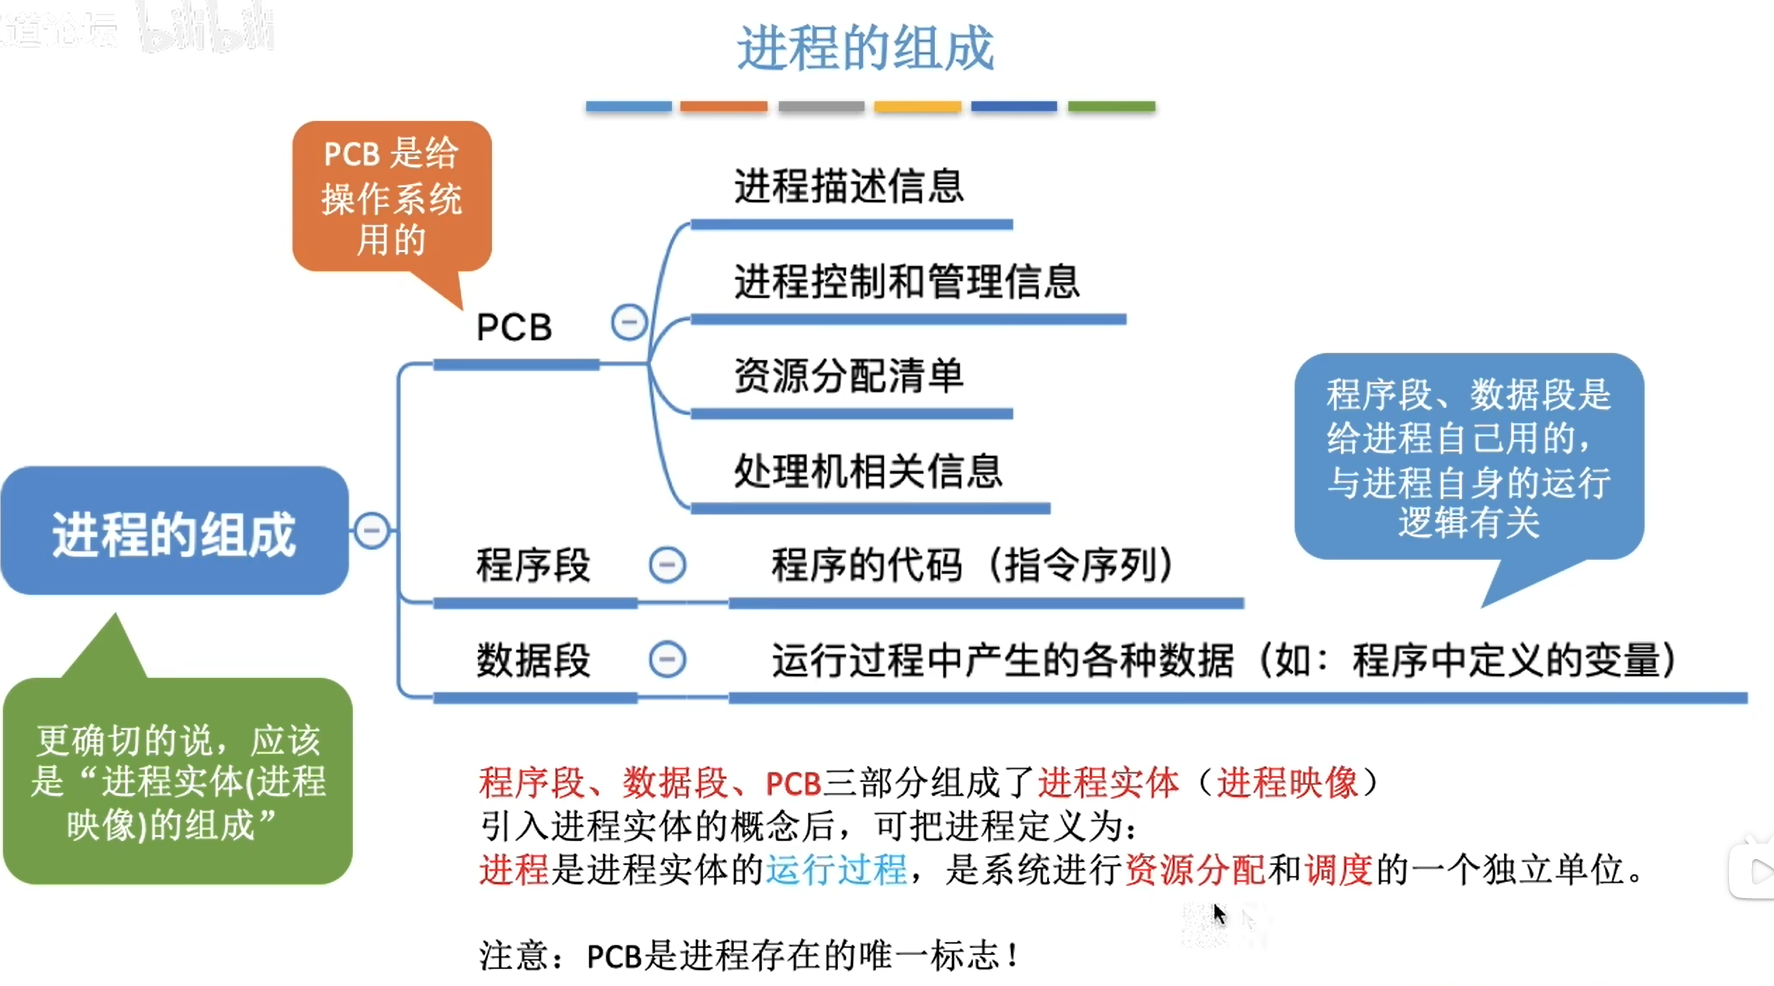 道论坛 bilibili
进程的组成
PCB 是给
操作系统
用的
进程描述信息
进程控制和管理信息
PCB
资源分配清单
处理机相关信息
程序段、数据段是
给进程自己用的，
与进程自身的运行
逻辑有关
进程的组成
程序段
程序的代码（指令序列）
数据段
运行过程中产生的各种数据（如：程序中定义的变量）
更确切的说，应该
是“进程实体(进程
映像)的组成”
程序段、数据段、PCB三部分组成了进程实体（进程映像）
引入进程实体的概念后，可把进程定义为：
进程是进程实体的运行过程，是系统进行资源分配和调度的一个独立单位。
注意：PCB是进程存在的唯一标志！